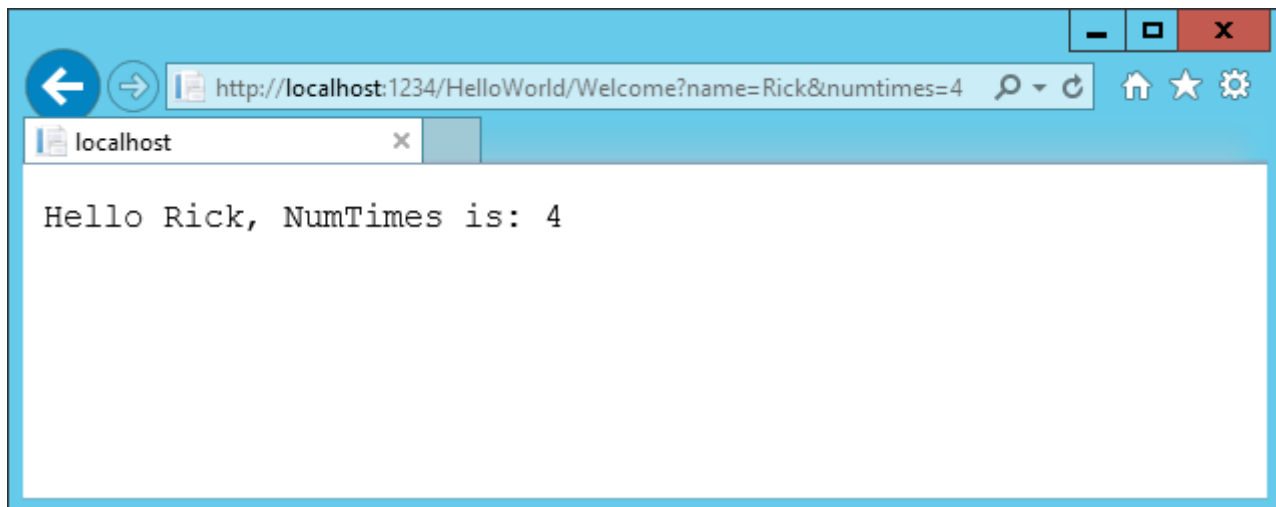 http://localhost:1234/HelloWorld/Welcome?name=Rick&numtimes=4
localhost
Hello Rick, NumTimes is: 4